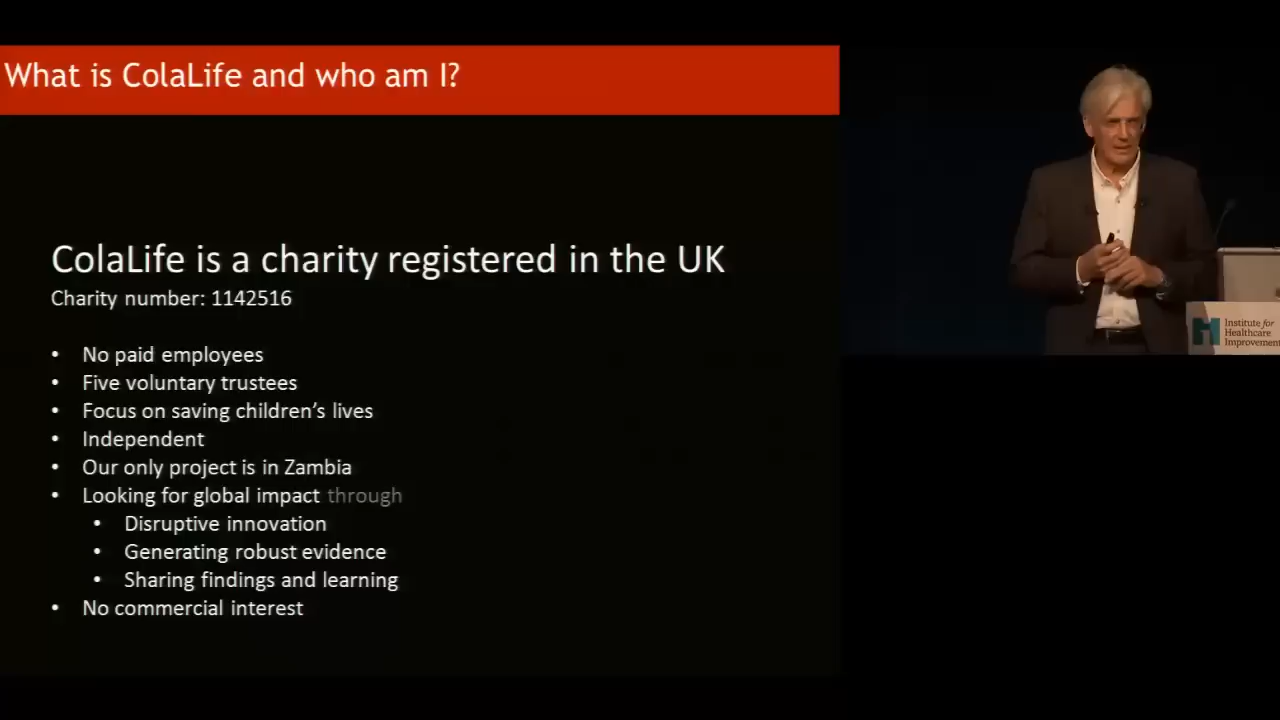 What is ColaLife and who am I?
ColaLife is a charity registered in the UK
Charity number: 1142516
• No paid employees
• Five voluntary trustees
• Focus on saving children’s lives
• Independent
• Our only project is in Zambia
• Looking for global impact through
• Disruptive innovation
• Generating robust evidence
• Sharing findings and learning
• No commercial interest
Institute for
Healthcare
Improvement